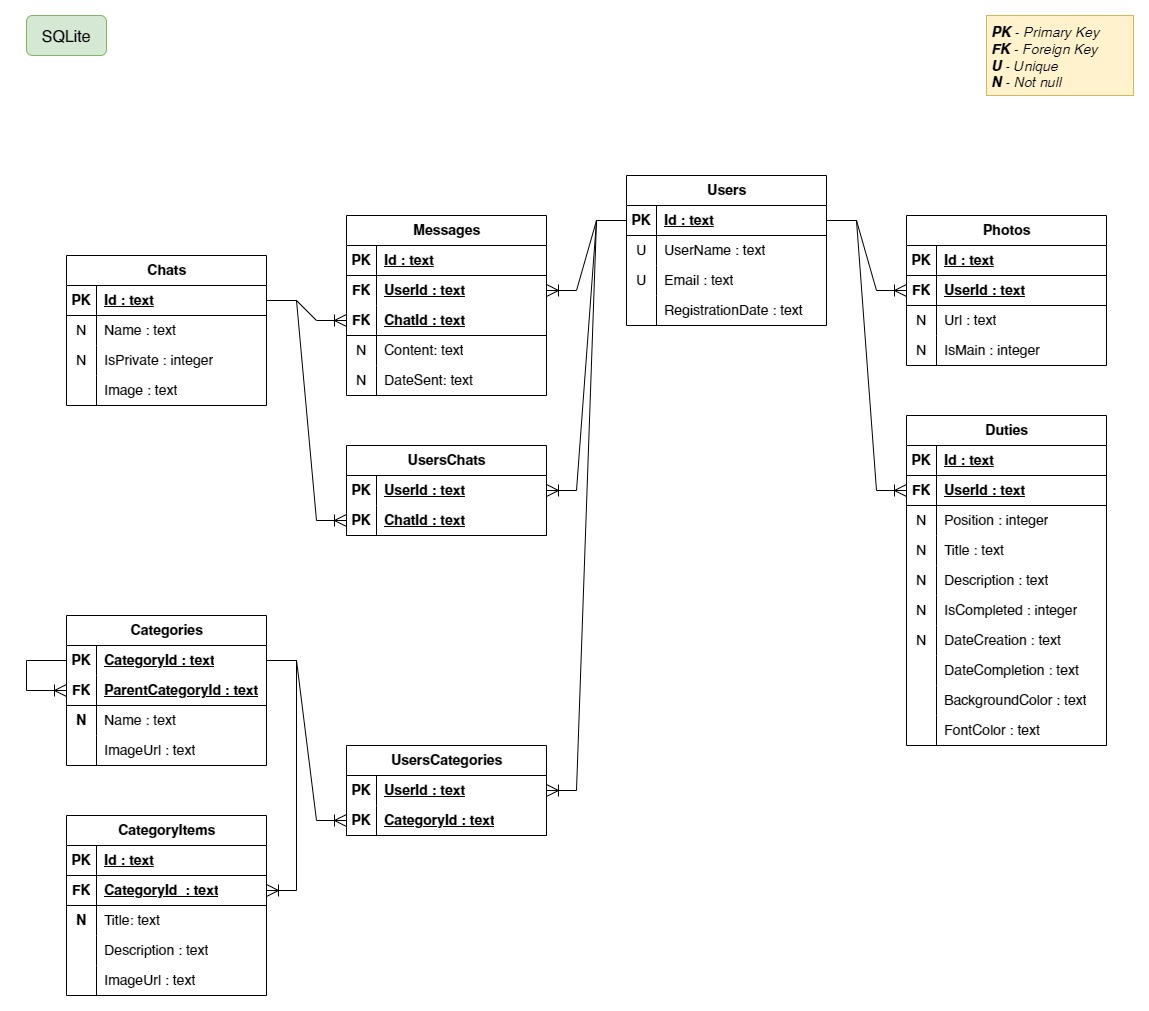 SQLite
PK - Primary Key
FK - Foreign Key
U - Unique
N - Not null
Users
PK Id : text
U UserName : text
U Email : text
RegistrationDate : text
Messages
PK Id : text
FK UserId : text
FK ChatId : text
N Content: text
N DateSent: text
Photos
PK Id : text
FK UserId : text
N Url : text
N IsMain : integer
Chats
PK Id : text
N Name : text
N IsPrivate : integer
Image : text
UsersChats
PK UserId : text
PK ChatId : text
Duties
PK Id : text
FK UserId : text
N Position : integer
N Title : text
N Description : text
N IsCompleted : integer
N DateCreation : text
DateCompletion : text
BackgroundColor : text
FontColor : text
Categories
PK CategoryId : text
FK ParentCategoryId : text
N Name : text
ImageUrl : text
UsersCategories
PK UserId : text
PK CategoryId : text
CategoryItems
PK Id : text
FK CategoryId : text
N Title: text
Description : text
ImageUrl : text